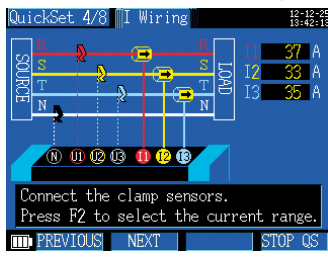 QuickSet 4/8 I Wiring 12-12-25
13:42:13
R R I1 37 A
S S I2 33 A
T T I3 35 A
N N
SOURCE LOAD
N U1 U2 U3 I1 I2 I3
Connect the clamp sensors.
Press F2 to select the current range.
PREVIOUS NEXT STOP QS